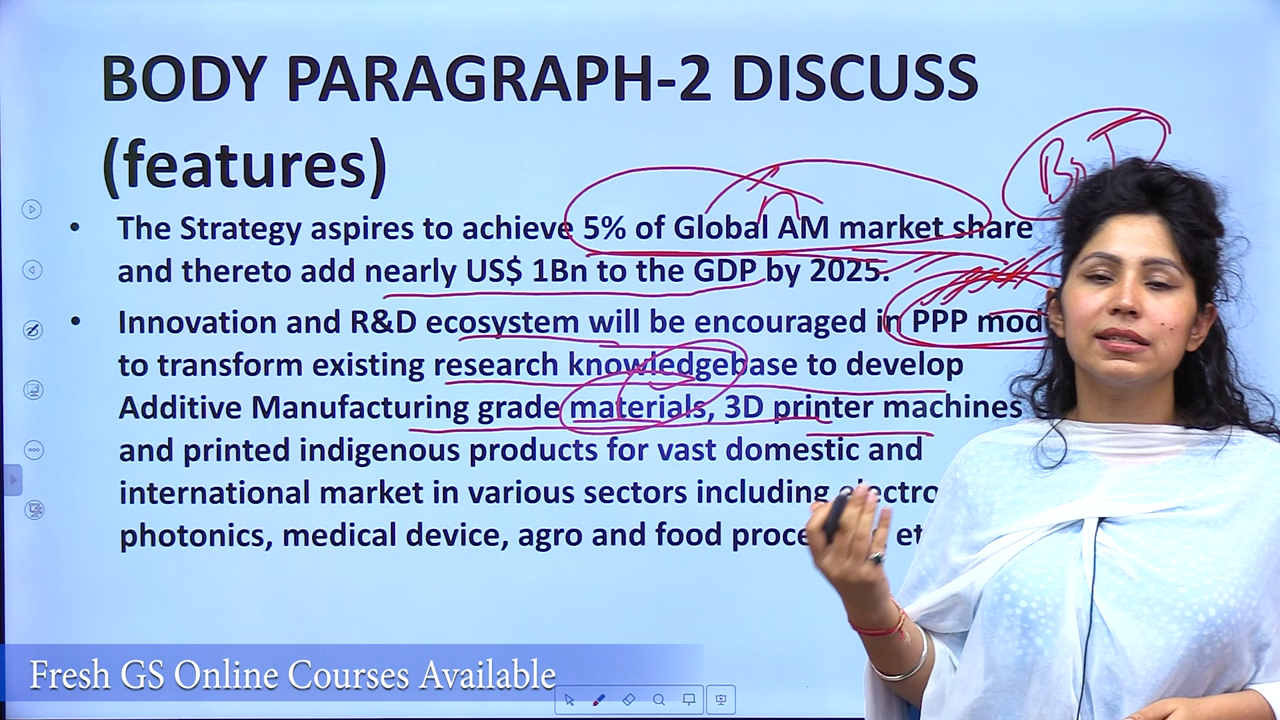 BODY PARAGRAPH-2 DISCUSS
(features)
• The Strategy aspires to achieve 5% of Global AM market share
and thereto add nearly US$ 1Bn to the GDP by 2025.
• Innovation and R&D ecosystem will be encouraged in PPP mod
to transform existing research knowledgebase to develop
Additive Manufacturing grade materials, 3D printer machines
and printed indigenous products for vast domestic and
international market in various sectors including electro
photonics, medical device, agro and food proce et
Fresh GS Online Courses Available